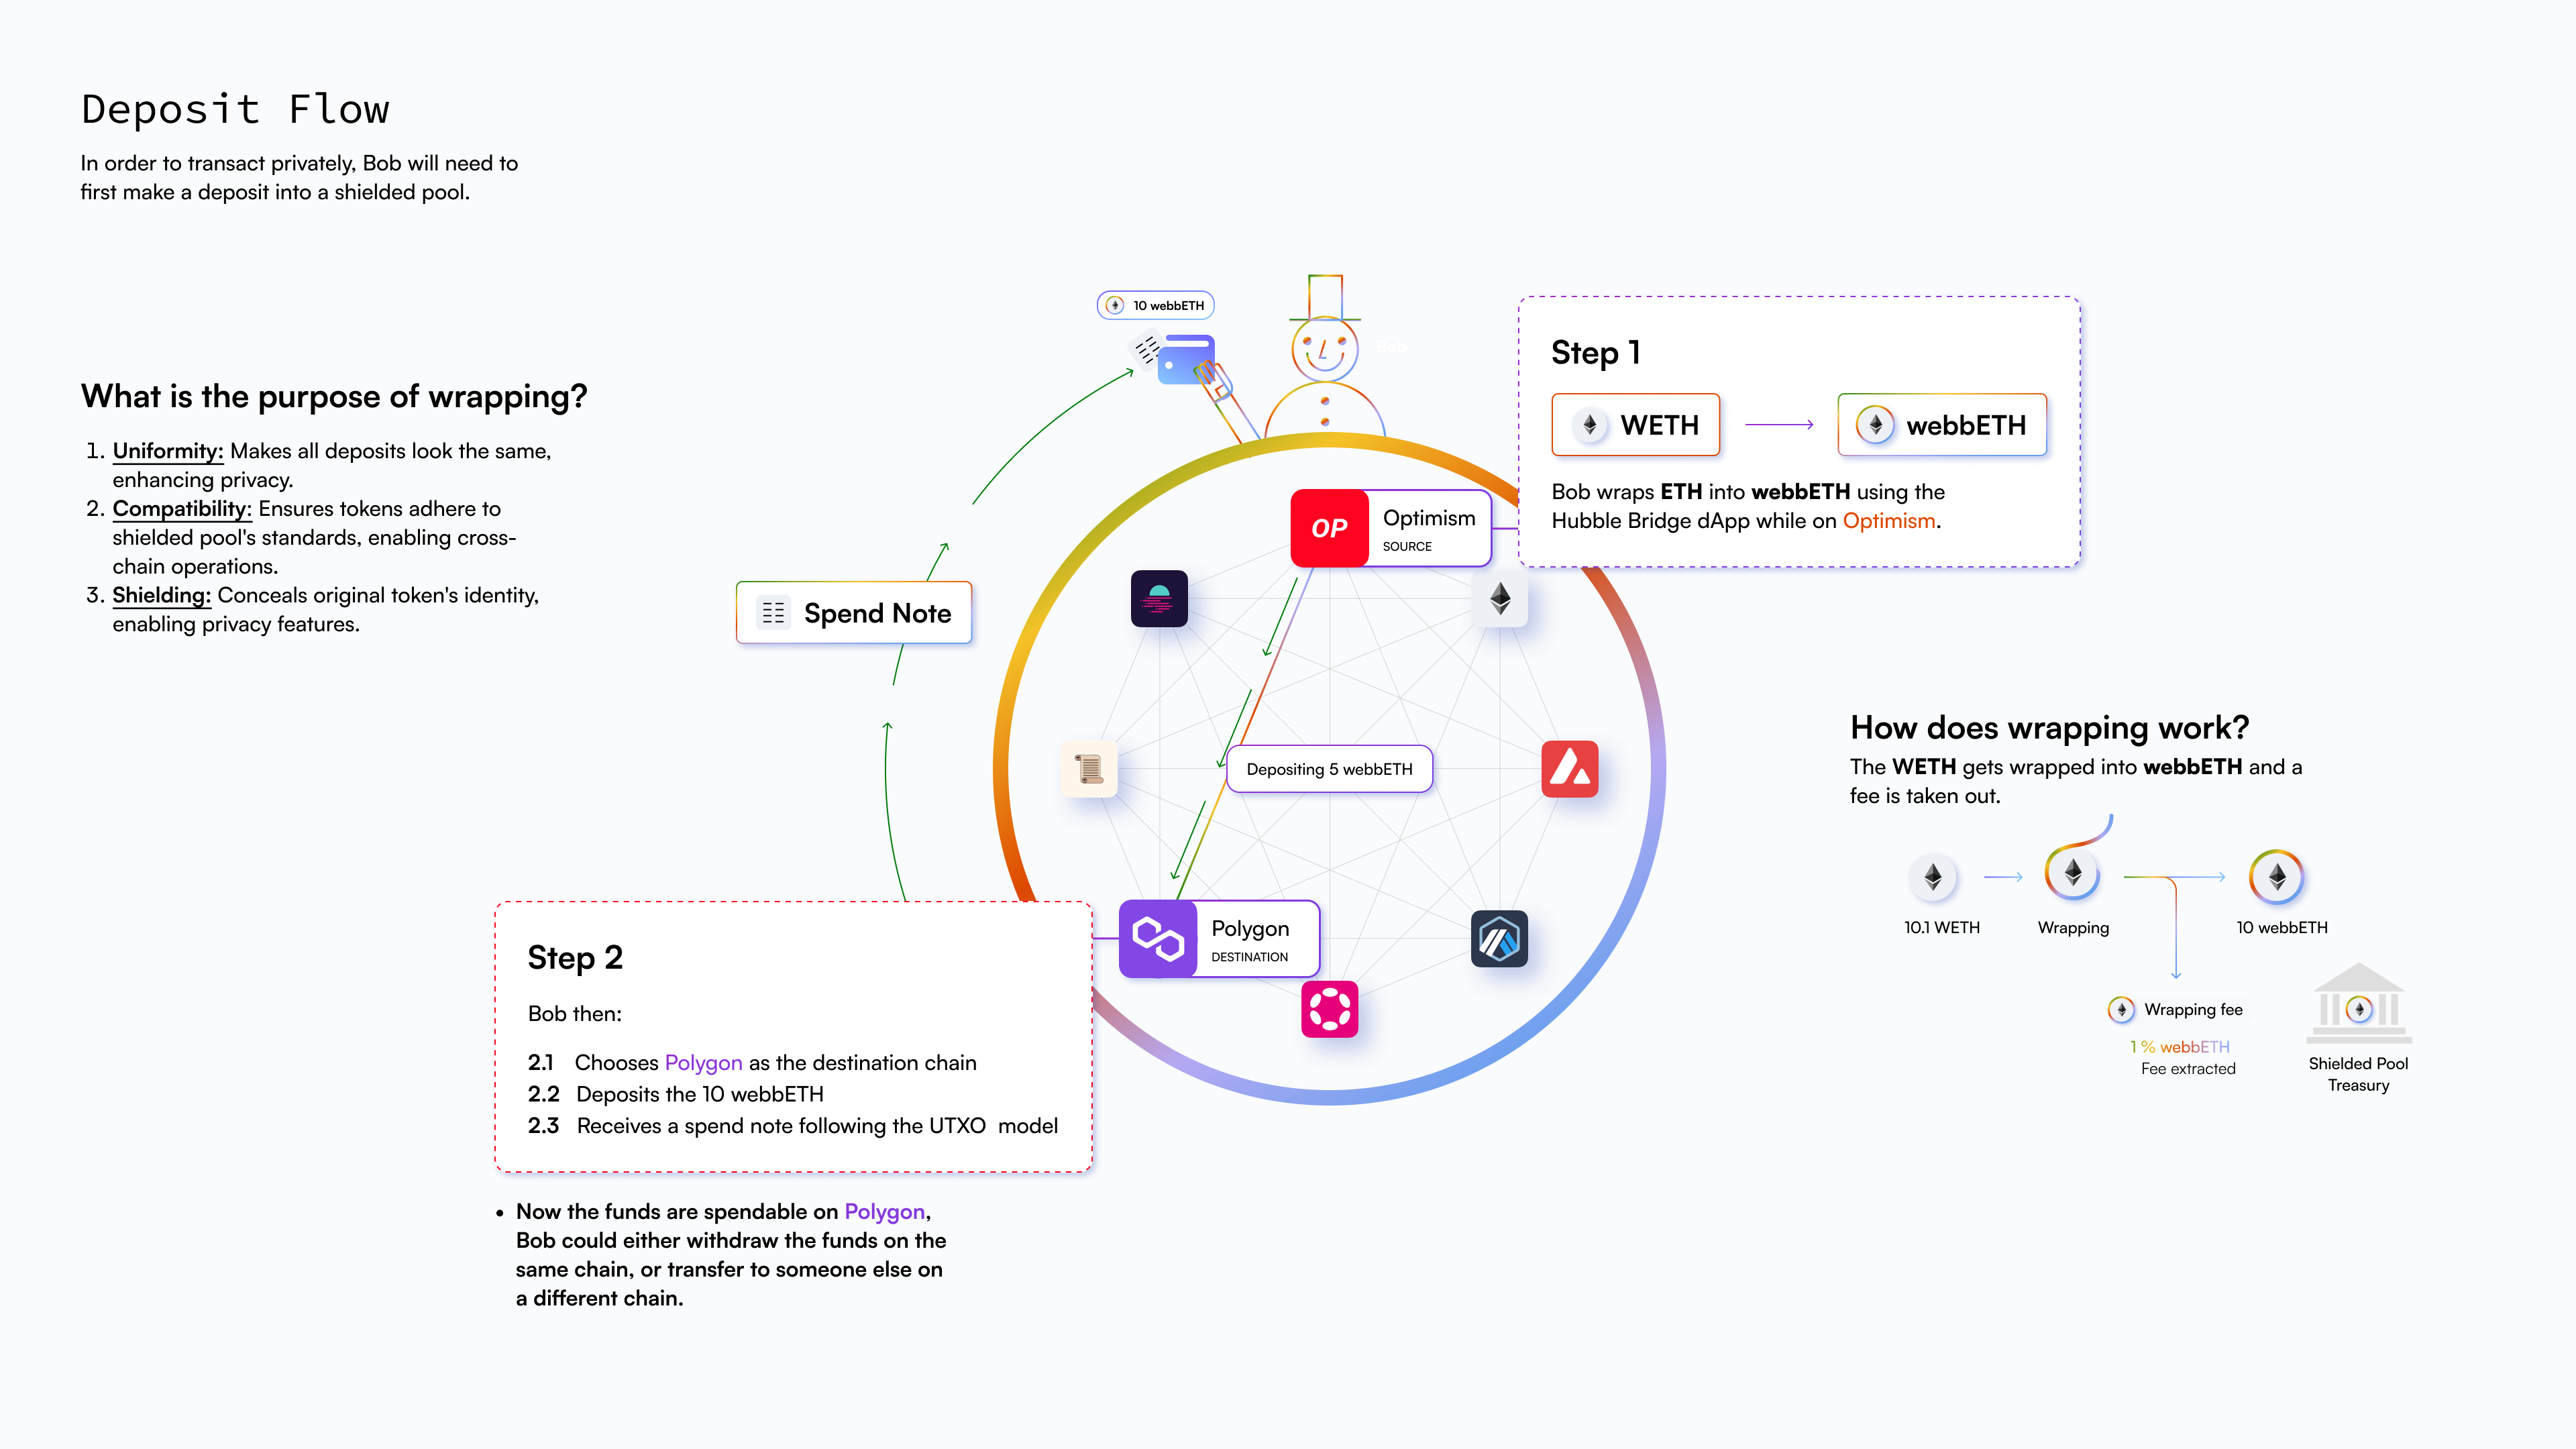 Deposit Flow
In order to transact privately, Bob will need to
first make a deposit into a shielded pool.
What is the purpose of wrapping?
1. Uniformity: Makes all deposits look the same,
enhancing privacy.
2. Compatibility: Ensures tokens adhere to
shielded pool's standards, enabling cross-
chain operations.
3. Shielding: Conceals original token's identity,
enabling privacy features.
10 webbETH
Bob
Step 1
WETH
webbETH
Bob wraps ETH into webbETH using the
Hubble Bridge dApp while on Optimism.
OP
Optimism
SOURCE
Spend Note
Depositing 5 webbETH
Polygon
DESTINATION
Step 2
Bob then:
2.1 Chooses Polygon as the destination chain
2.2 Deposits the 10 webbETH
2.3 Receives a spend note following the UTXO model
• Now the funds are spendable on Polygon,
Bob could either withdraw the funds on the
same chain, or transfer to someone else on
a different chain.
How does wrapping work?
The WETH gets wrapped into webbETH and a
fee is taken out.
10.1 WETH
Wrapping
10 webbETH
Wrapping fee
1 % webbETH
Fee extracted
Shielded Pool
Treasury